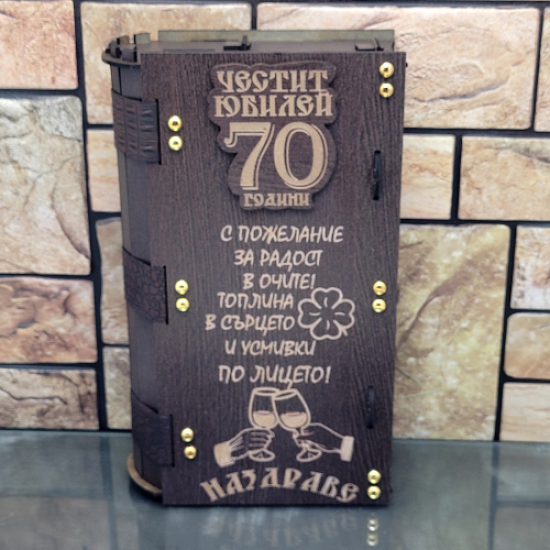 ЧЕСТИТ
ЮБИЛЕЙ
70
ГОДИНИ
С ПОЖЕЛАНИЕ
ЗА РАДОСТ
В ОЧИТЕ!
ТОПЛИНА
В СЪРЦЕТО
И УСМИВКИ
ПО ЛИЦЕТО!
НАЗДРАВЕ